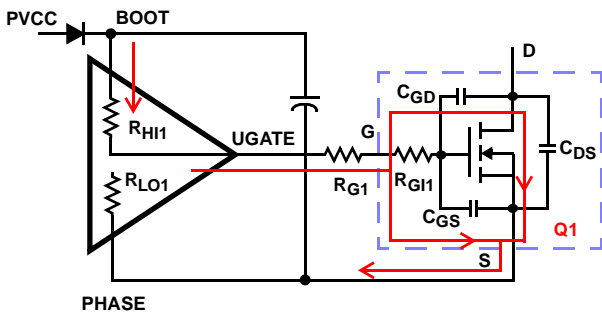 PVCC
BOOT
D
CGD
RHI1
UGATE
G
CDS
RLO1
RG1
RGI1
CGS
Q1
S
PHASE